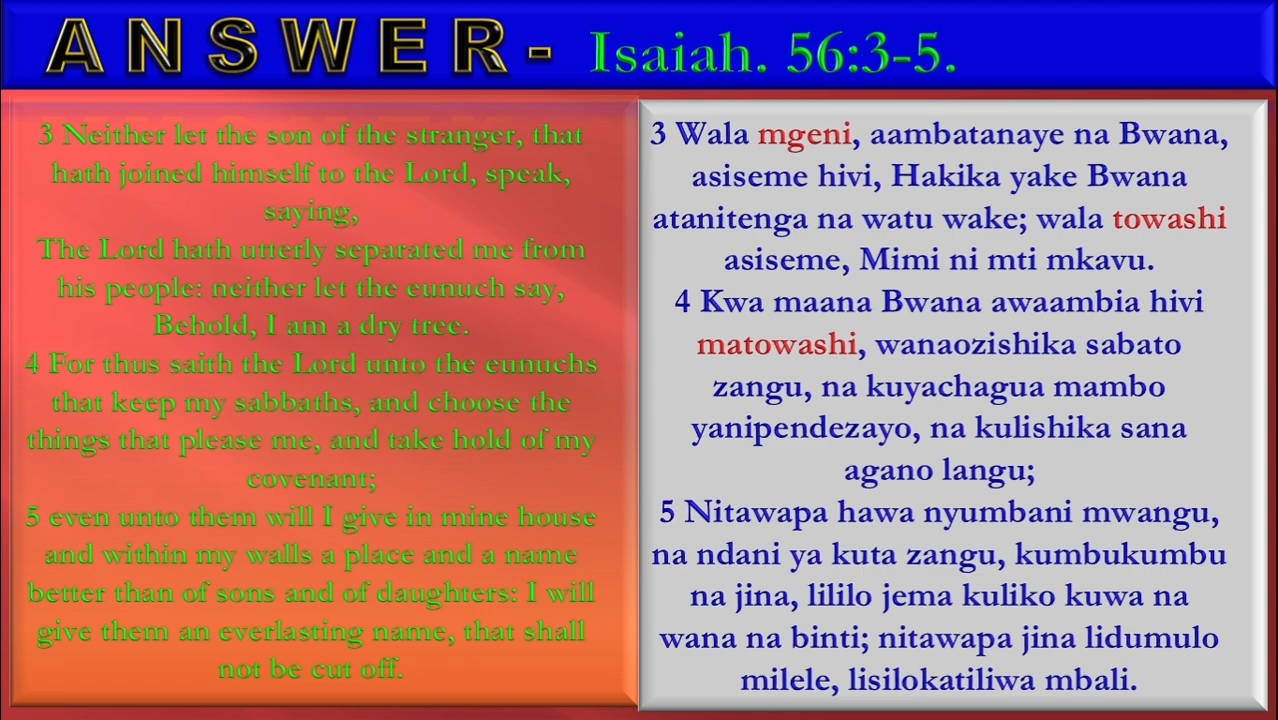 ANSWER- Isaiah. 56:3-5.
3 Neither let the son of the stranger, that
hath joined himself to the Lord, speak,
saying,
The Lord hath utterly separated me from
his people: neither let the eunuch say,
Behold, I am a dry tree.
4 For thus saith the Lord unto the eunuchs
that keep my sabbaths, and choose the
things that please me, and take hold of my
covenant;
5 even unto them will I give in mine house
and within my walls a place and a name
better than of sons and of daughters: I will
give them an everlasting name, that shall
not be cut off.
3 Wala mgeni, aambatanaye na Bwana,
asiseme hivi, Hakika yake Bwana
atanitenga na watu wake; wala towashi
asiseme, Mimi ni mti mkavu.
4 Kwa maana Bwana awaambia hivi
matowashi, wanaozishika sabato
zangu, na kuyachagua mambo
yanipendezayo, na kulishika sana
agano langu;
5 Nitawapa hawa nyumbani mwangu,
na ndani ya kuta zangu, kumbukumbu
na jina, lililo jema kuliko kuwa na
wana na binti; nitawapa jina lidumulo
milele, lisilokatiliwa mbali.